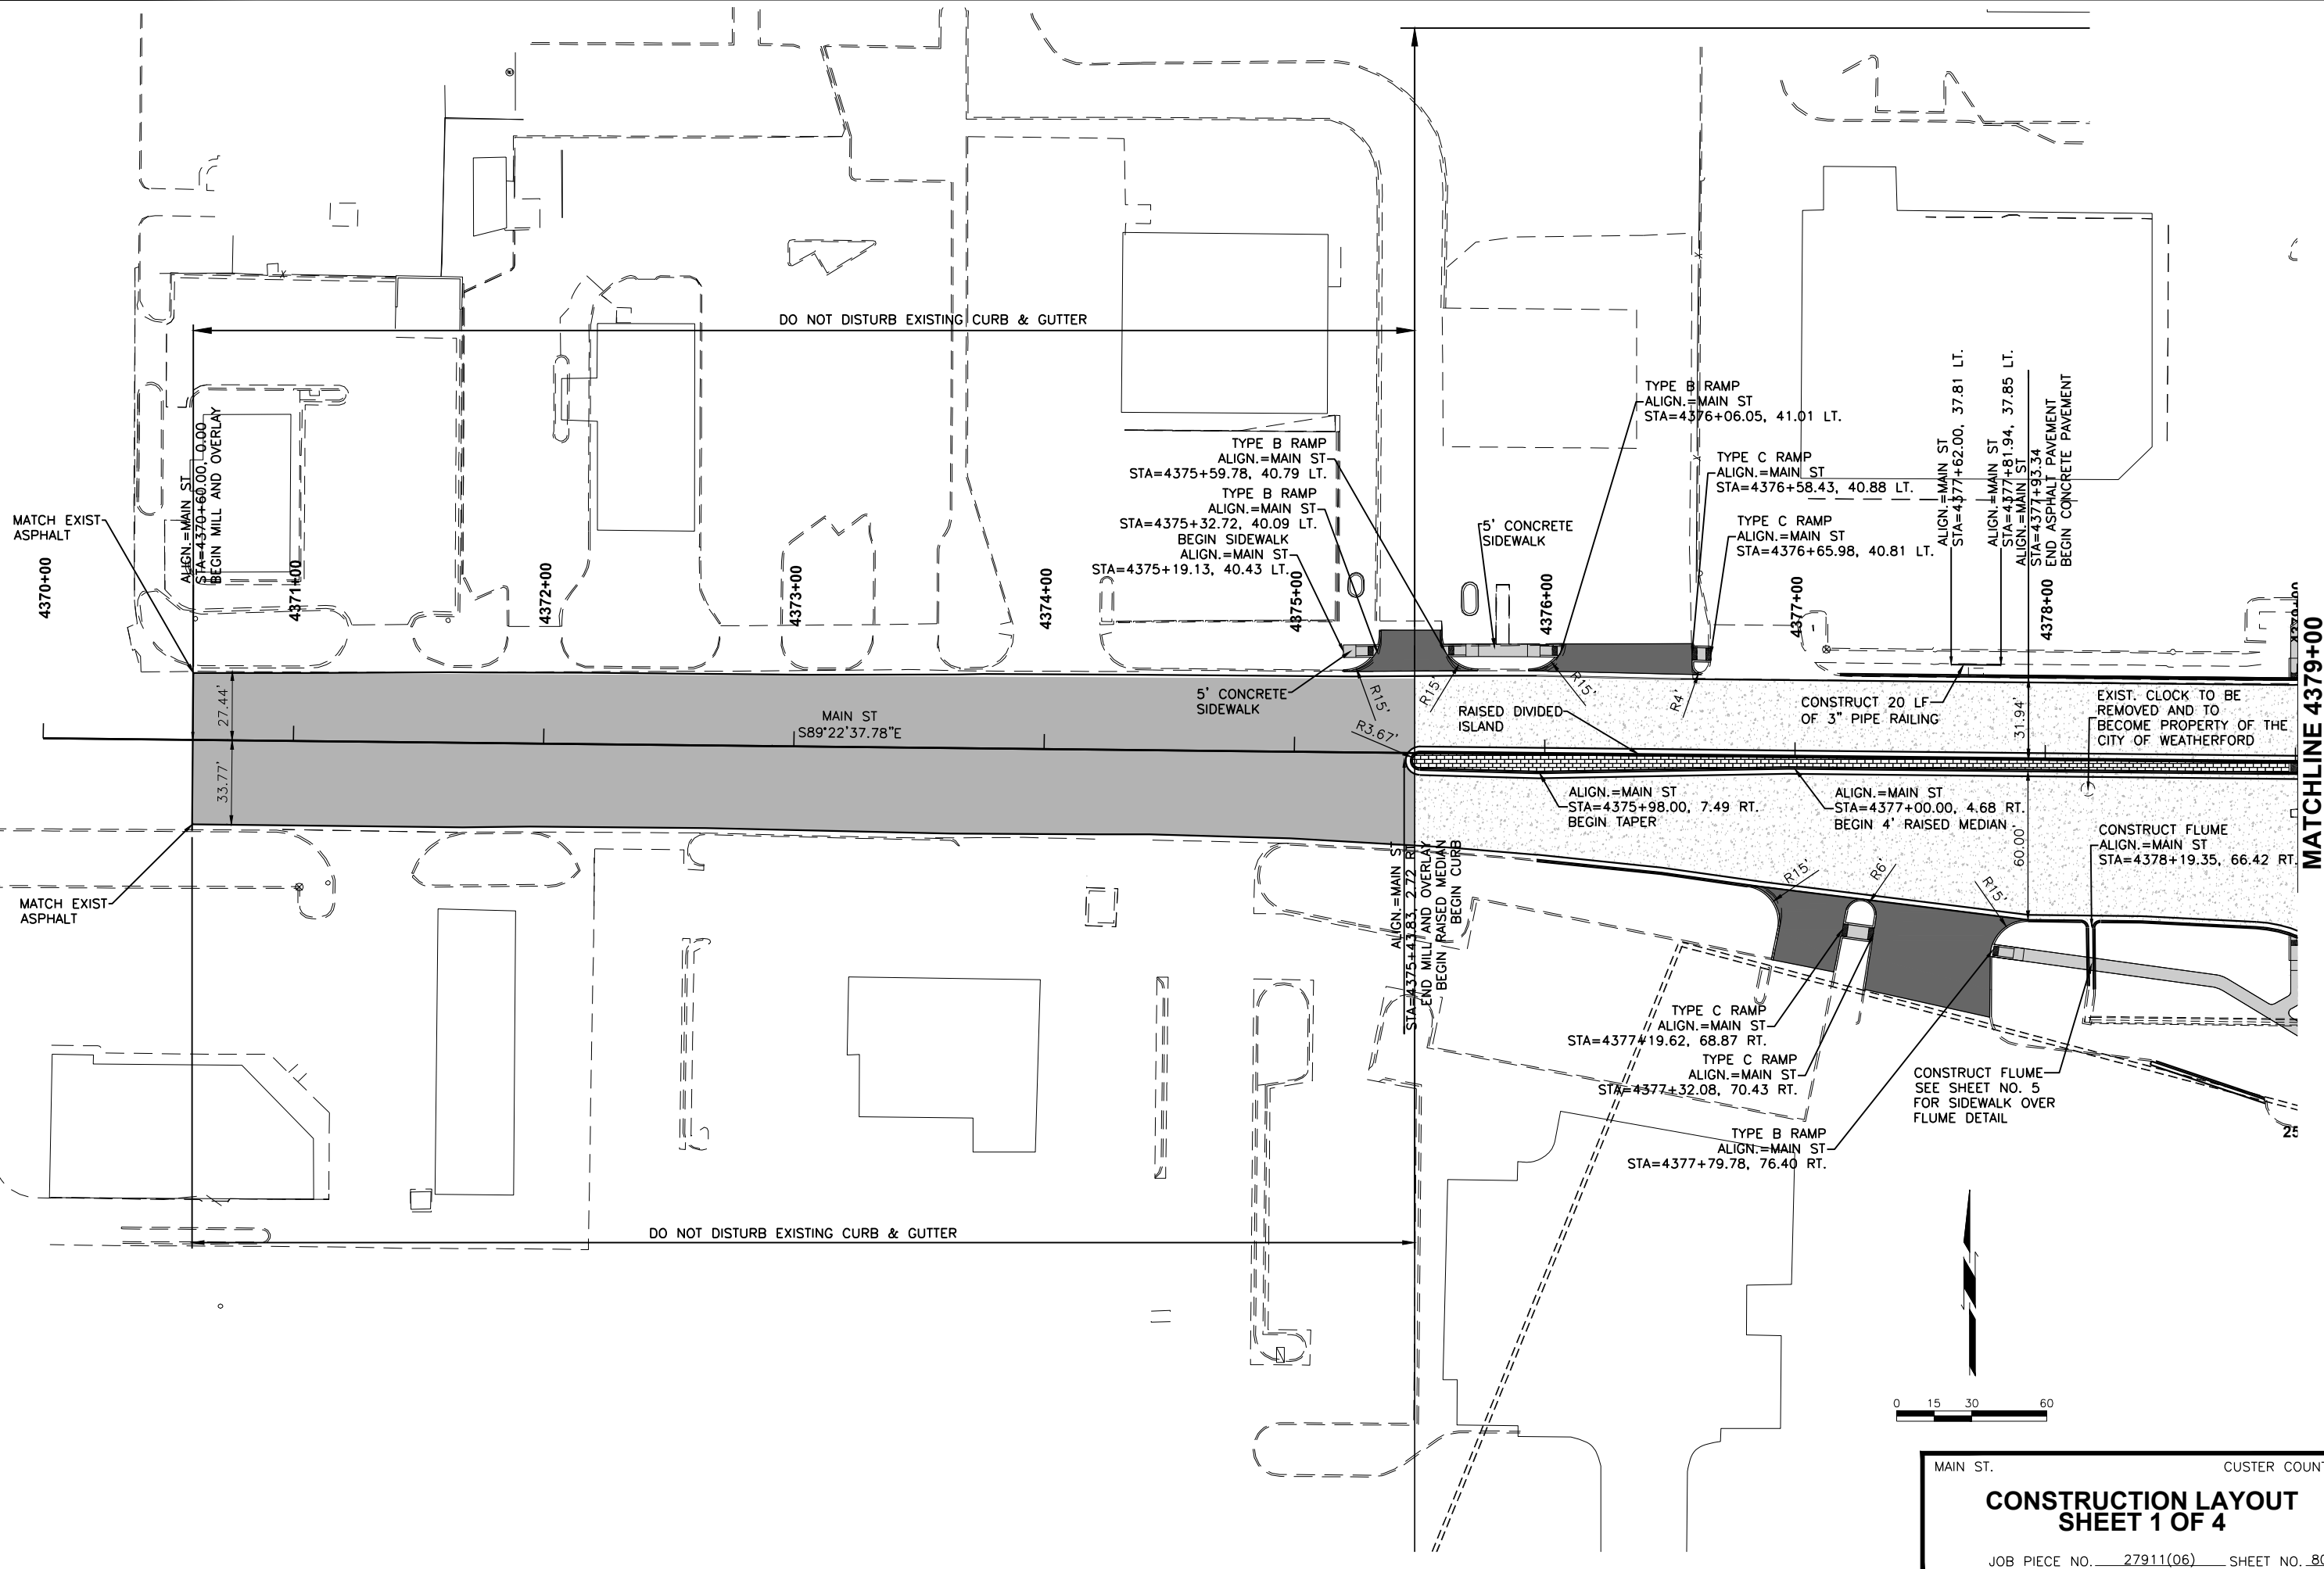 DO NOT DISTURB EXISTING CURB & GUTTER
TYPE B RAMP
ALIGN.=MAIN ST
STA=4376+06.05, 41.01 LT.
TYPE B RAMP
ALIGN.=MAIN ST
STA=4375+59.78, 40.79 LT.
TYPE B RAMP
ALIGN.=MAIN ST
STA=4375+32.72, 40.09 LT.
BEGIN SIDEWALK
ALIGN.=MAIN ST
STA=4375+19.13, 40.43 LT.
TYPE C RAMP
ALIGN.=MAIN ST
STA=4376+58.43, 40.88 LT.
TYPE C RAMP
ALIGN.=MAIN ST
STA=4376+65.98, 40.81 LT.
5' CONCRETE
SIDEWALK
ALIGN.=MAIN ST
STA=4377+62.00, 37.81 LT.
ALIGN.=MAIN ST
STA=4377+81.94, 37.85 LT.
ALIGN.=MAIN ST
STA=4377+93.34
END ASPHALT PAVEMENT
BEGIN CONCRETE PAVEMENT
MATCH EXIST
ASPHALT
ALIGN.=MAIN ST
STA=4370+60.00, 0.00
BEGIN MILL AND OVERLAY
4370+00
4371+00
4372+00
4373+00
4374+00
4375+00
4376+00
4377+00
4378+00
MATCHLINE 4379+00
27.44'
33.77'
MAIN ST
S89°22'37.78"E
5' CONCRETE
SIDEWALK
R15'
R15'
R15'
R4'
R3.67'
RAISED DIVIDED
ISLAND
CONSTRUCT 20 LF
OF 3" PIPE RAILING
31.94'
EXIST. CLOCK TO BE
REMOVED AND TO
BECOME PROPERTY OF THE
CITY OF WEATHERFORD
ALIGN.=MAIN ST
STA=4375+98.00, 7.49 RT.
BEGIN TAPER
ALIGN.=MAIN ST
STA=4377+00.00, 4.68 RT.
BEGIN 4' RAISED MEDIAN
60.00'
CONSTRUCT FLUME
ALIGN.=MAIN ST
STA=4378+19.35, 66.42 RT.
MATCH EXIST
ASPHALT
ALIGN.=MAIN ST
STA=4375+43.83, 2.72 RT.
END MILL AND OVERLAY
BEGIN RAISED MEDIAN
BEGIN CURB
R15'
R6'
R15'
TYPE C RAMP
ALIGN.=MAIN ST
STA=4377+19.62, 68.87 RT.
TYPE C RAMP
ALIGN.=MAIN ST
STA=4377+32.08, 70.43 RT.
TYPE B RAMP
ALIGN.=MAIN ST
STA=4377+79.78, 76.40 RT.
CONSTRUCT FLUME
SEE SHEET NO. 5
FOR SIDEWALK OVER
FLUME DETAIL
25
DO NOT DISTURB EXISTING CURB & GUTTER
0 15 30 60
MAIN ST. CUSTER COUNT
CONSTRUCTION LAYOUT
SHEET 1 OF 4
JOB PIECE NO. 27911(06) SHEET NO. 80